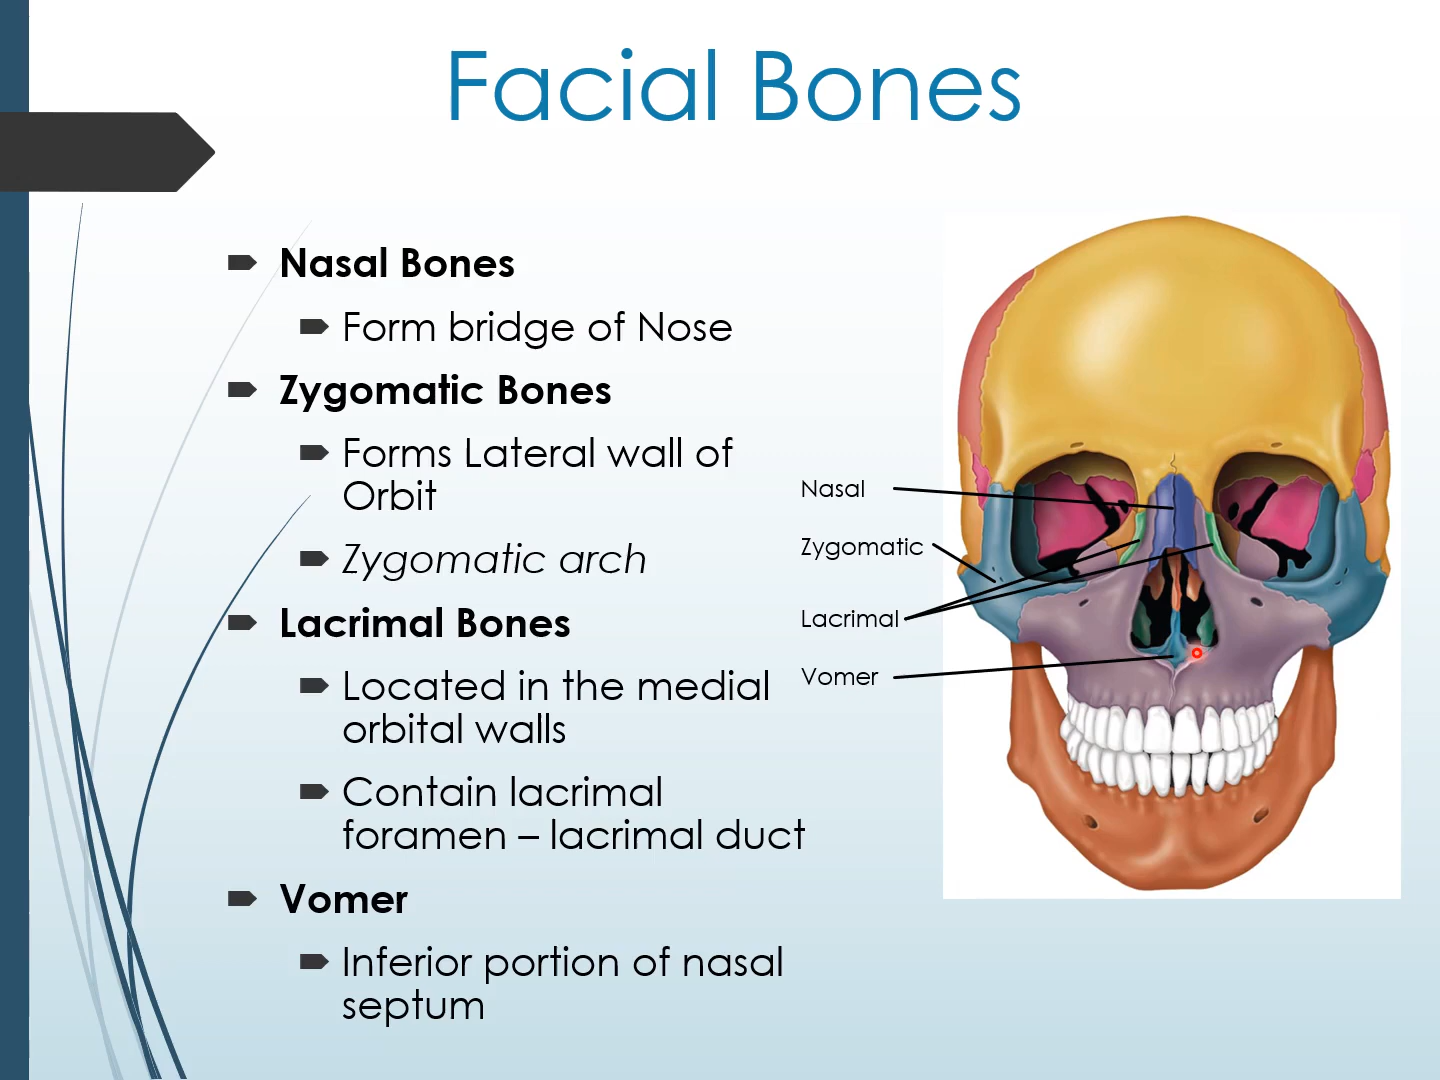 Facial Bones
Nasal Bones
Form bridge of Nose
Zygomatic Bones
Forms Lateral wall of
Orbit
Zygomatic arch
Lacrimal Bones
Located in the medial
orbital walls
Contain lacrimal
foramen – lacrimal duct
Vomer
Inferior portion of nasal
septum
Nasal
Zygomatic
Lacrimal
Vomer